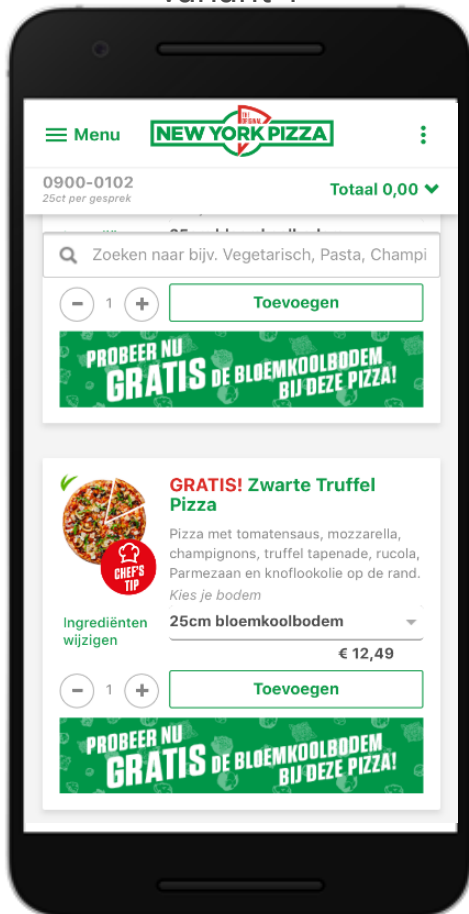 Menu
THE ORIGINAL
NEW YORK PIZZA
0900-0102
25ct per gesprek
Totaal 0,00
Zoeken naar bijv. Vegetarisch, Pasta, Champi
1
Toevoegen
PROBEER NU
GRATIS DE BLOEMKOOLBODEM
BIJ DEZE PIZZA!
GRATIS! Zwarte Truffel
Pizza
Pizza met tomatensaus, mozzarella,
champignons, truffel tapenade, rucola,
Parmezaan en knoflookolie op de rand.
CHEF'S
TIP
Kies je bodem
Ingrediënten
wijzigen
25cm bloemkoolbodem
€ 12,49
1
Toevoegen
PROBEER NU
GRATIS DE BLOEMKOOLBODEM
BIJ DEZE PIZZA!